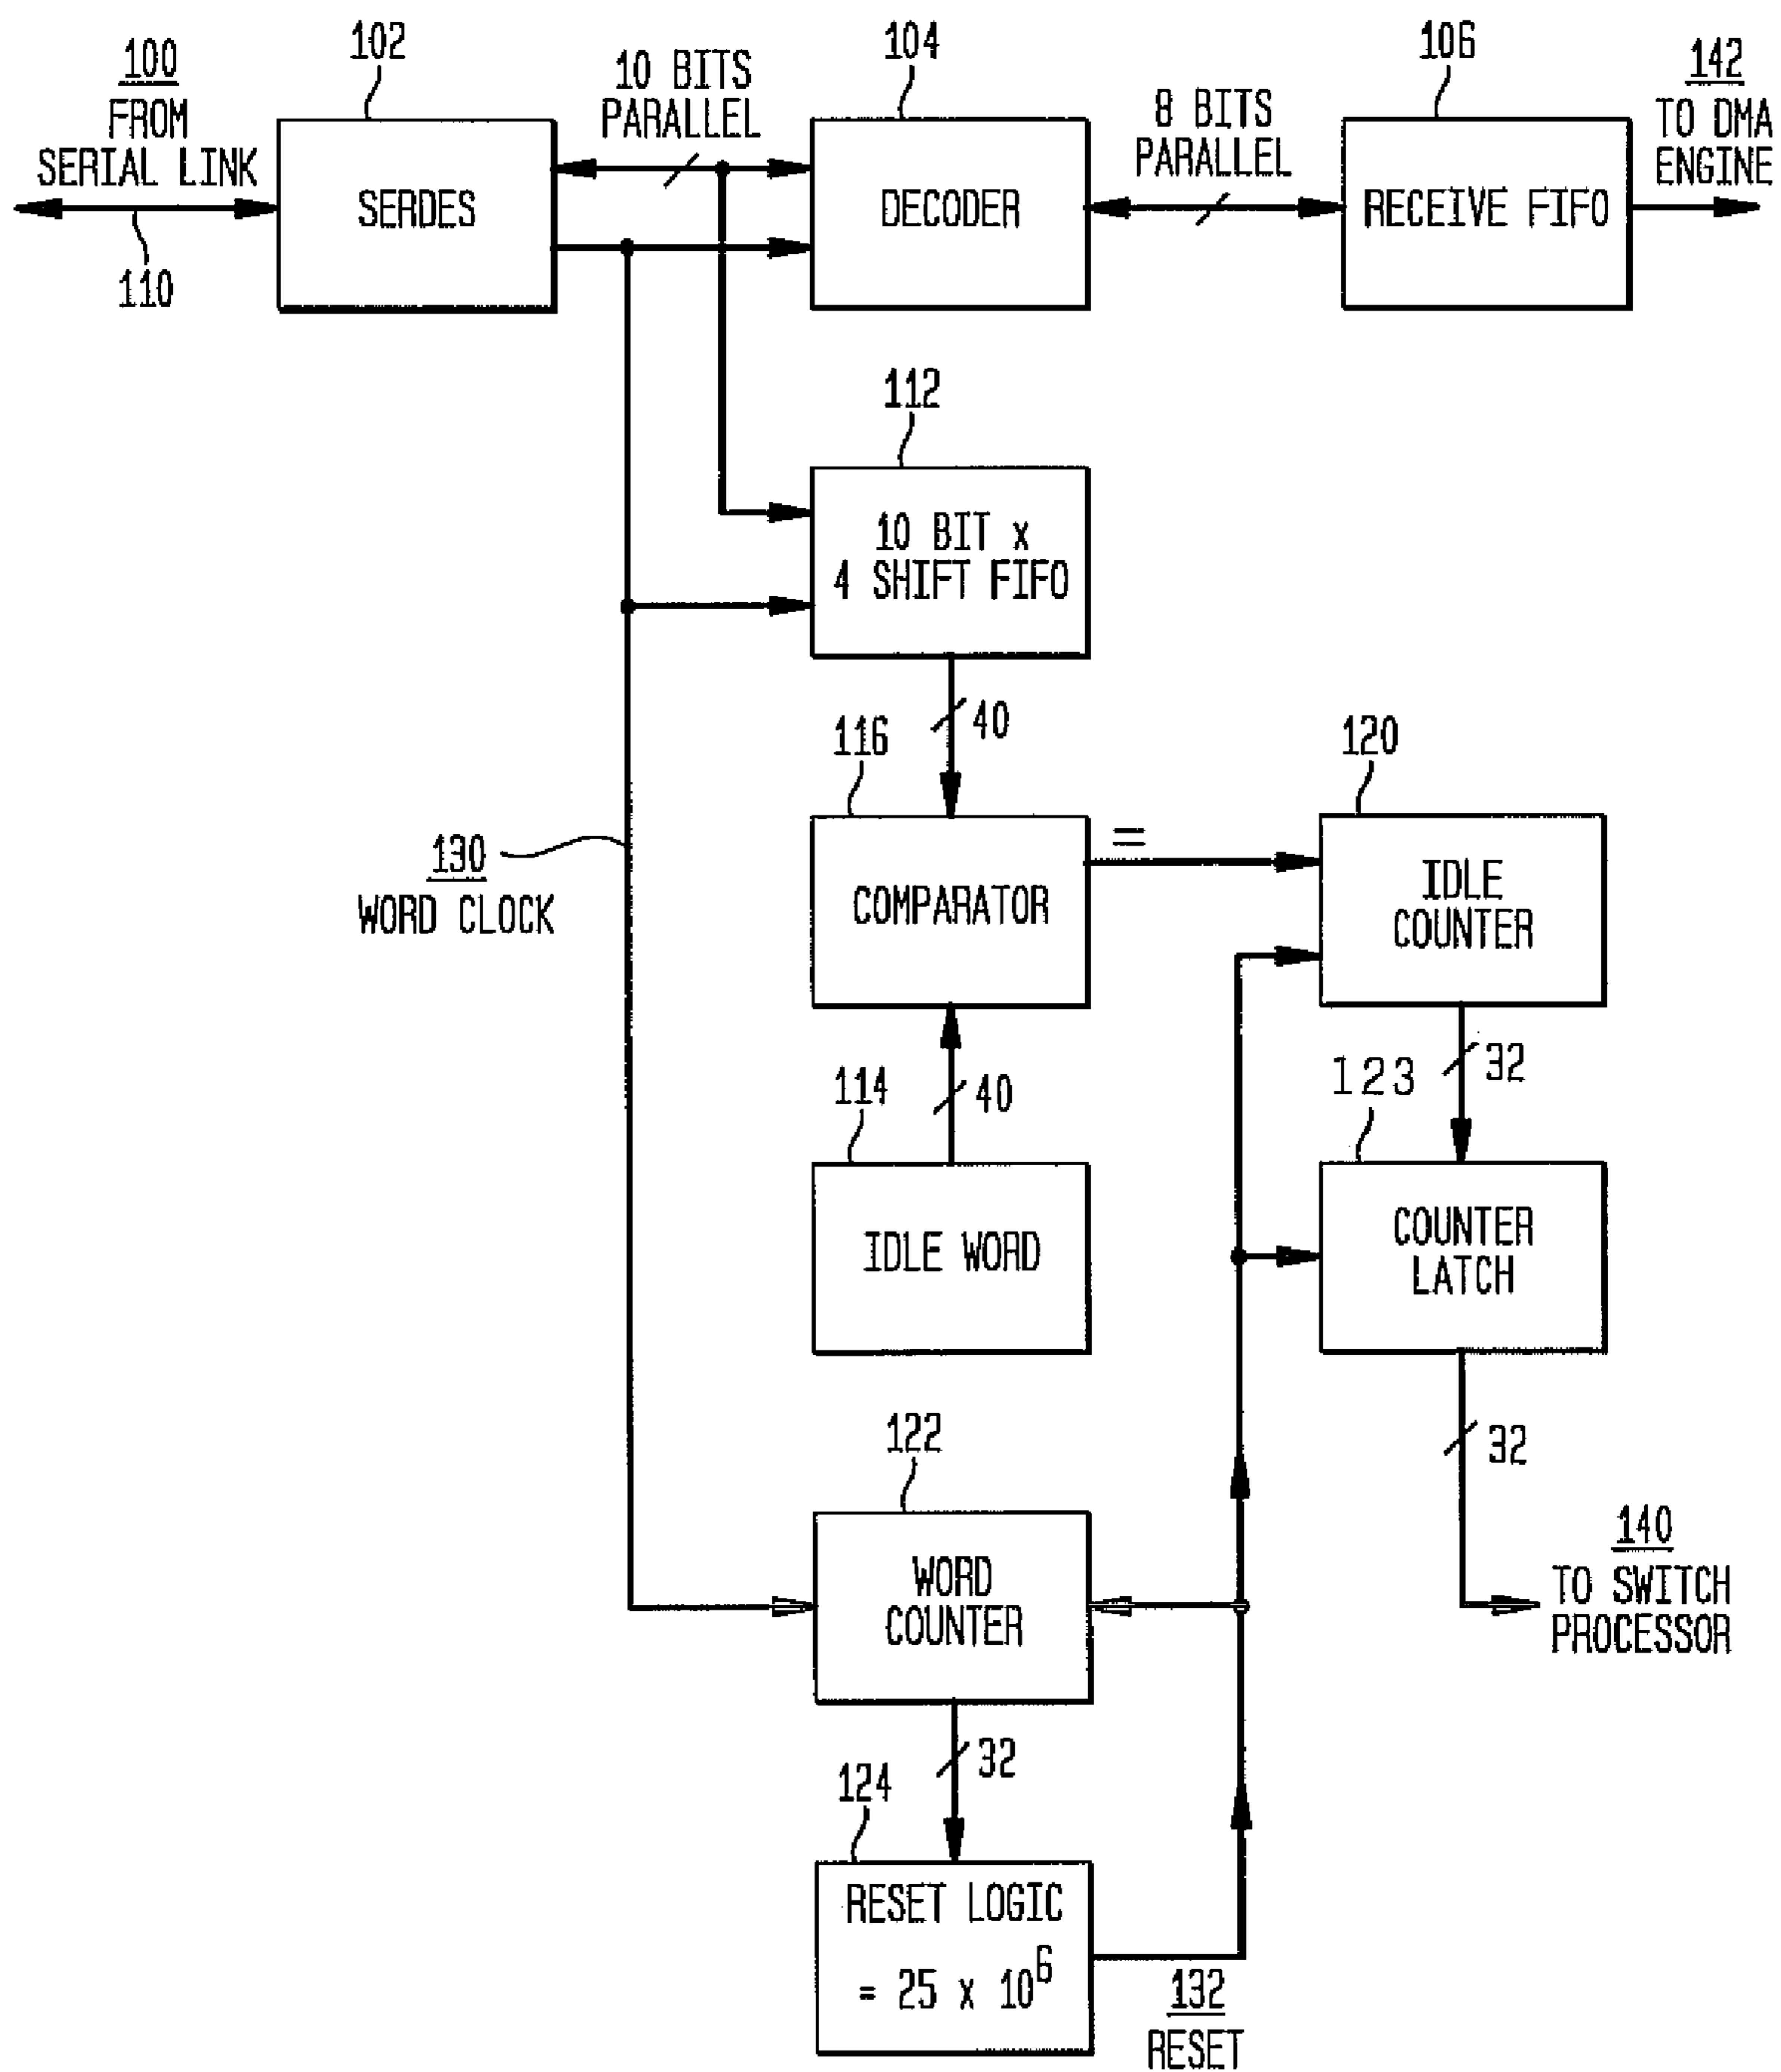 100
FROM
SERIAL LINK
110
102
SERDES
10 BITS
PARALLEL
104
DECODER
8 BITS
PARALLEL
106
RECEIVE FIFO
142
TO DMA
ENGINE
112
10 BIT x
4 SHIFT FIFO
40
116
COMPARATOR
=
120
IDLE
COUNTER
130
WORD CLOCK
32
114
40
IDLE WORD
123
COUNTER
LATCH
32
140
TO SWITCH
PROCESSOR
122
WORD
COUNTER
32
124
RESET LOGIC
= 25 x 10^6
132
RESET